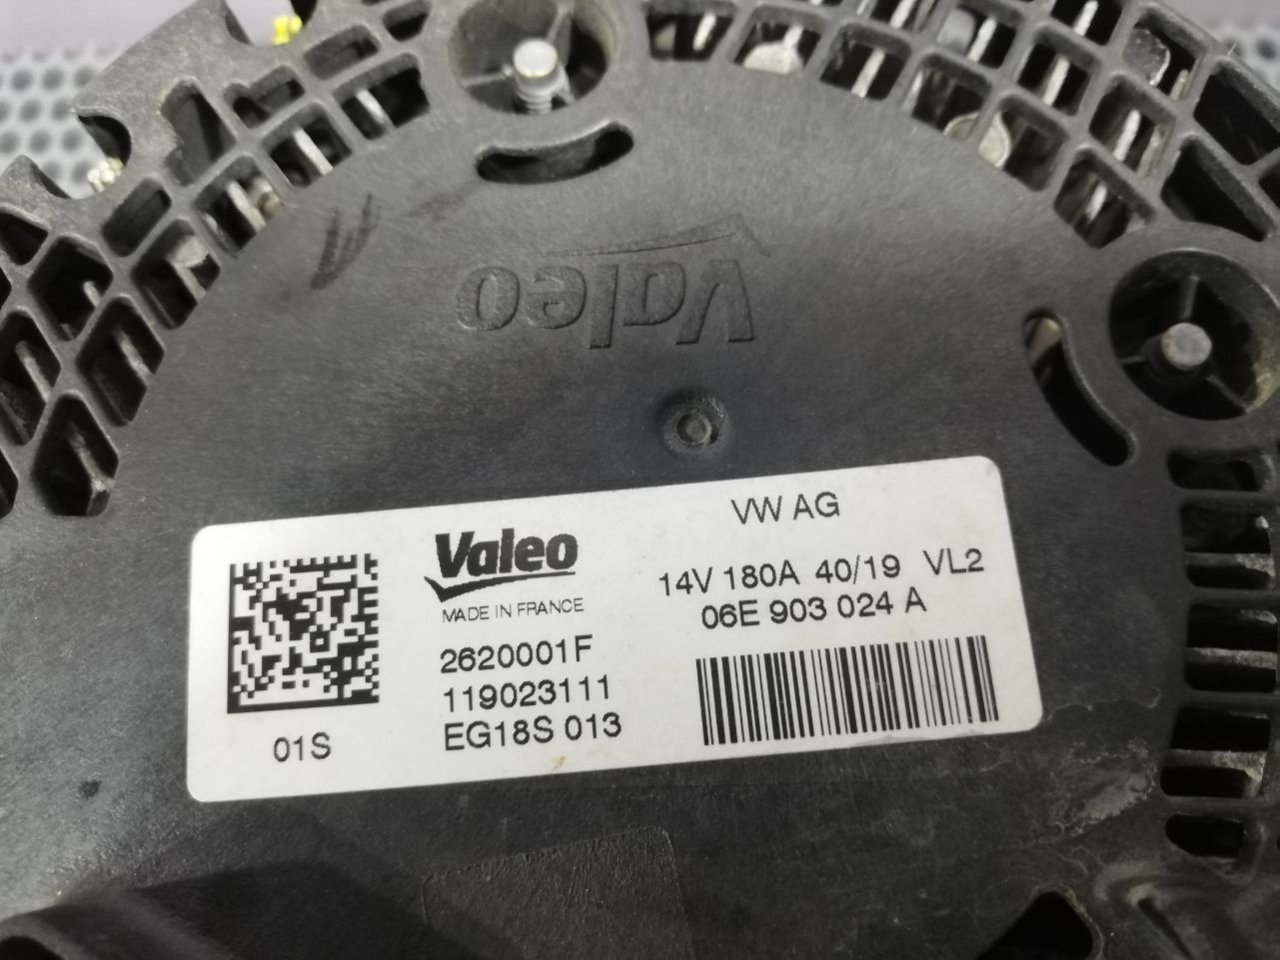 Valeo
VW AG
Valeo
MADE IN FRANCE
14V 180A 40/19 VL2
06E 903 024 A
2620001F
119023111
EG18S 013
01S